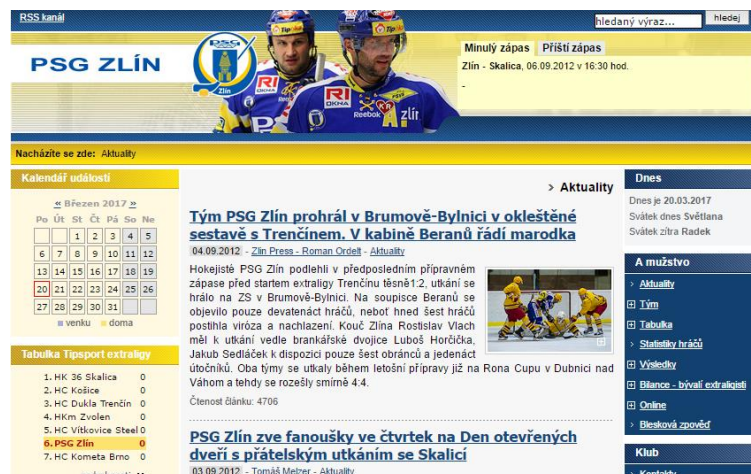 RSS kanál
hledaný výraz...
hledej
PSG ZLÍN
PSG
Zlín
Minulý zápas Příští zápas
Zlín - Skalica, 06.09.2012 v 16:30 hod.
-
RI
OKNA
RI
OKNA
Reebok
zlín
Nacházíte se zde: Aktuality
Kalendář událostí
« Březen 2017 »
Po Út St Čt Pá So Ne
1 2 3 4 5
6 7 8 9 10 11 12
13 14 15 16 17 18 19
20 21 22 23 24 25 26
27 28 29 30 31
venku doma
Tabulka Tipsport extraligy
1. HK 36 Skalica 0
2. HC Košice 0
3. HC Dukla Trenčín 0
4. HKm Zvolen 0
5. HC Vítkovice Steel 0
6. PSG Zlín 0
7. HC Kometa Brno 0
> Aktuality
Tým PSG Zlín prohrál v Brumově-Bylnici v okleštěné
sestavě s Trenčínem. V kabině Beranů řádí marodka
04.09.2012 - Zlin Press - Roman Ordelt - Aktuality
Hokejisté PSG Zlín podlehli v předposledním přípravném
zápase před startem extraligy Trenčínu těsně1:2, utkání se
hrálo na ZS v Brumově-Bylnici. Na soupisce Beranů se
objevilo pouze devatenáct hráčů, neboť hned šest hráčů
postihla viróza a nachlazení. Kouč Zlína Rostislav Vlach
měl k utkání vedle brankářské dvojice Luboš Horčička,
Jakub Sedláček k dispozici pouze šest obránců a jedenáct
útočníků. Oba týmy se utkaly během letošní přípravy již na Rona Cupu v Dubnici nad
Váhom a tehdy se rozešly smírně 4:4.
Čtenost článku: 4706
PSG Zlín zve fanoušky ve čtvrtek na Den otevřených
dveří s přátelským utkáním se Skalicí
03.09.2012 - Tomáš Melzer - Aktuality
Dnes
Dnes je 20.03.2017
Svátek dnes Světlana
Svátek zítra Radek
A mužstvo
> Aktuality
Tým
Tabulka
> Statistiky hráčů
Výsledky
Bilance - bývalí extraligisti
Online
> Blesková zpověď
Klub
> Kontakty